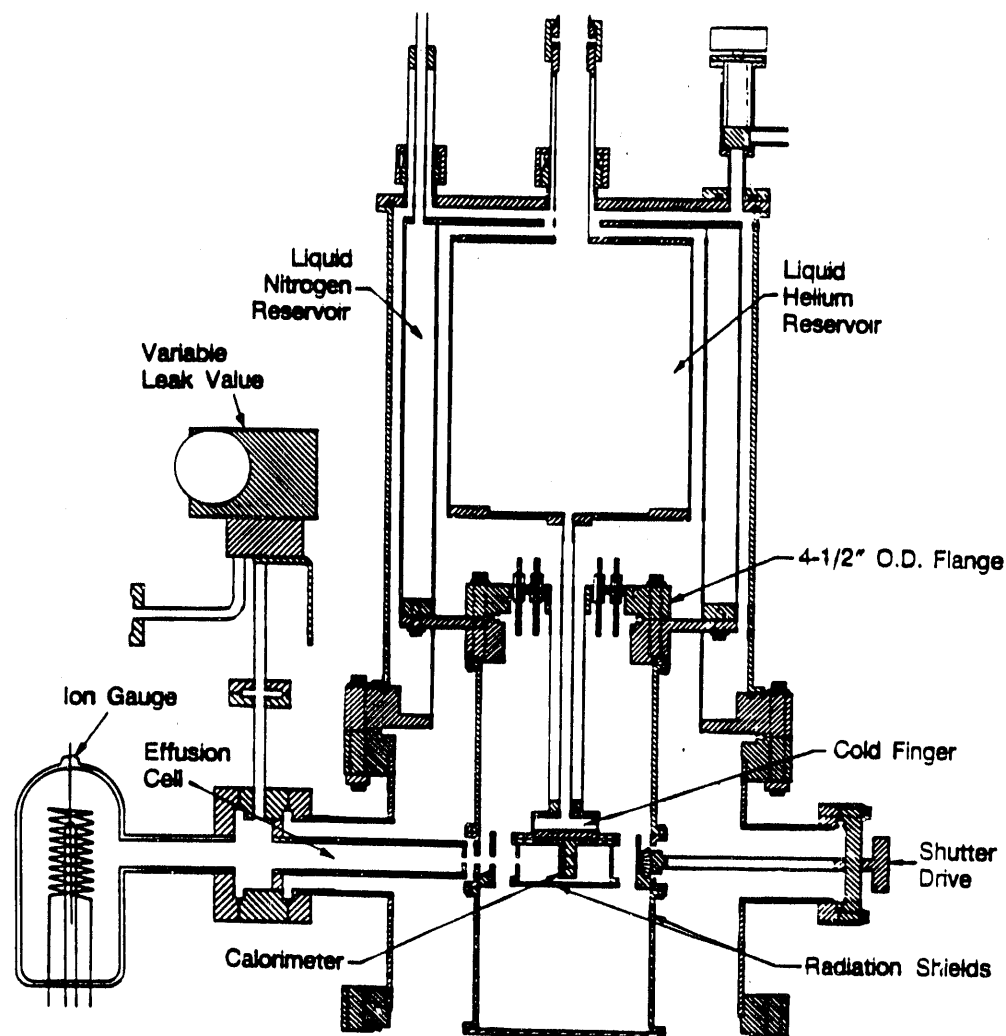 Liquid
Nitrogen
Reservoir
Liquid
Helium
Reservoir
Variable
Leak Value
4-1/2" O.D. Flange
Ion Gauge
Effusion
Cell
Cold Finger
Shutter
Drive
Calorimeter
Radiation Shields